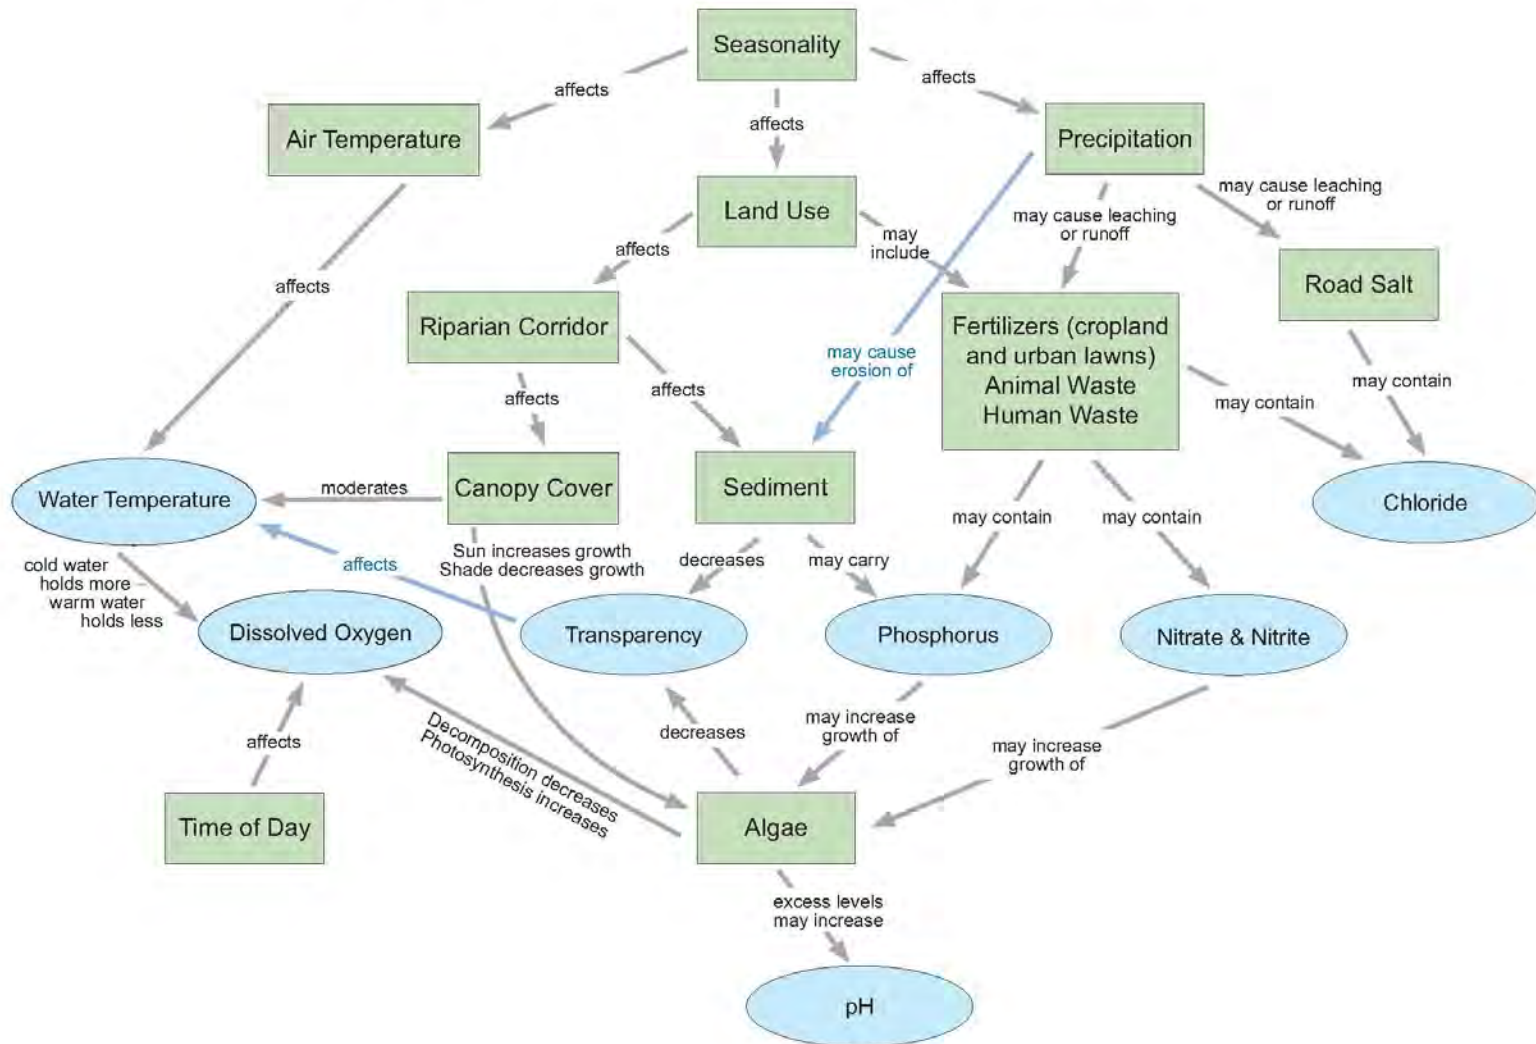 Seasonality
affects
affects
affects
Air Temperature
Precipitation
Land Use
may cause leaching
or runoff
may cause leaching
or runoff
affects
may
include
affects
Riparian Corridor
Fertilizers (cropland
and urban lawns)
Animal Waste
Human Waste
Road Salt
may cause
erosion of
affects
affects
may contain
may contain
Water Temperature
moderates
Canopy Cover
Sediment
Chloride
cold water
holds more
warm water
holds less
affects
Sun increases growth
Shade decreases growth
decreases
may carry
may contain
may contain
Dissolved Oxygen
Transparency
Phosphorus
Nitrate & Nitrite
affects
Decomposition decreases
Photosynthesis increases
decreases
may increase
growth of
may increase
growth of
Time of Day
Algae
excess levels
may increase
pH